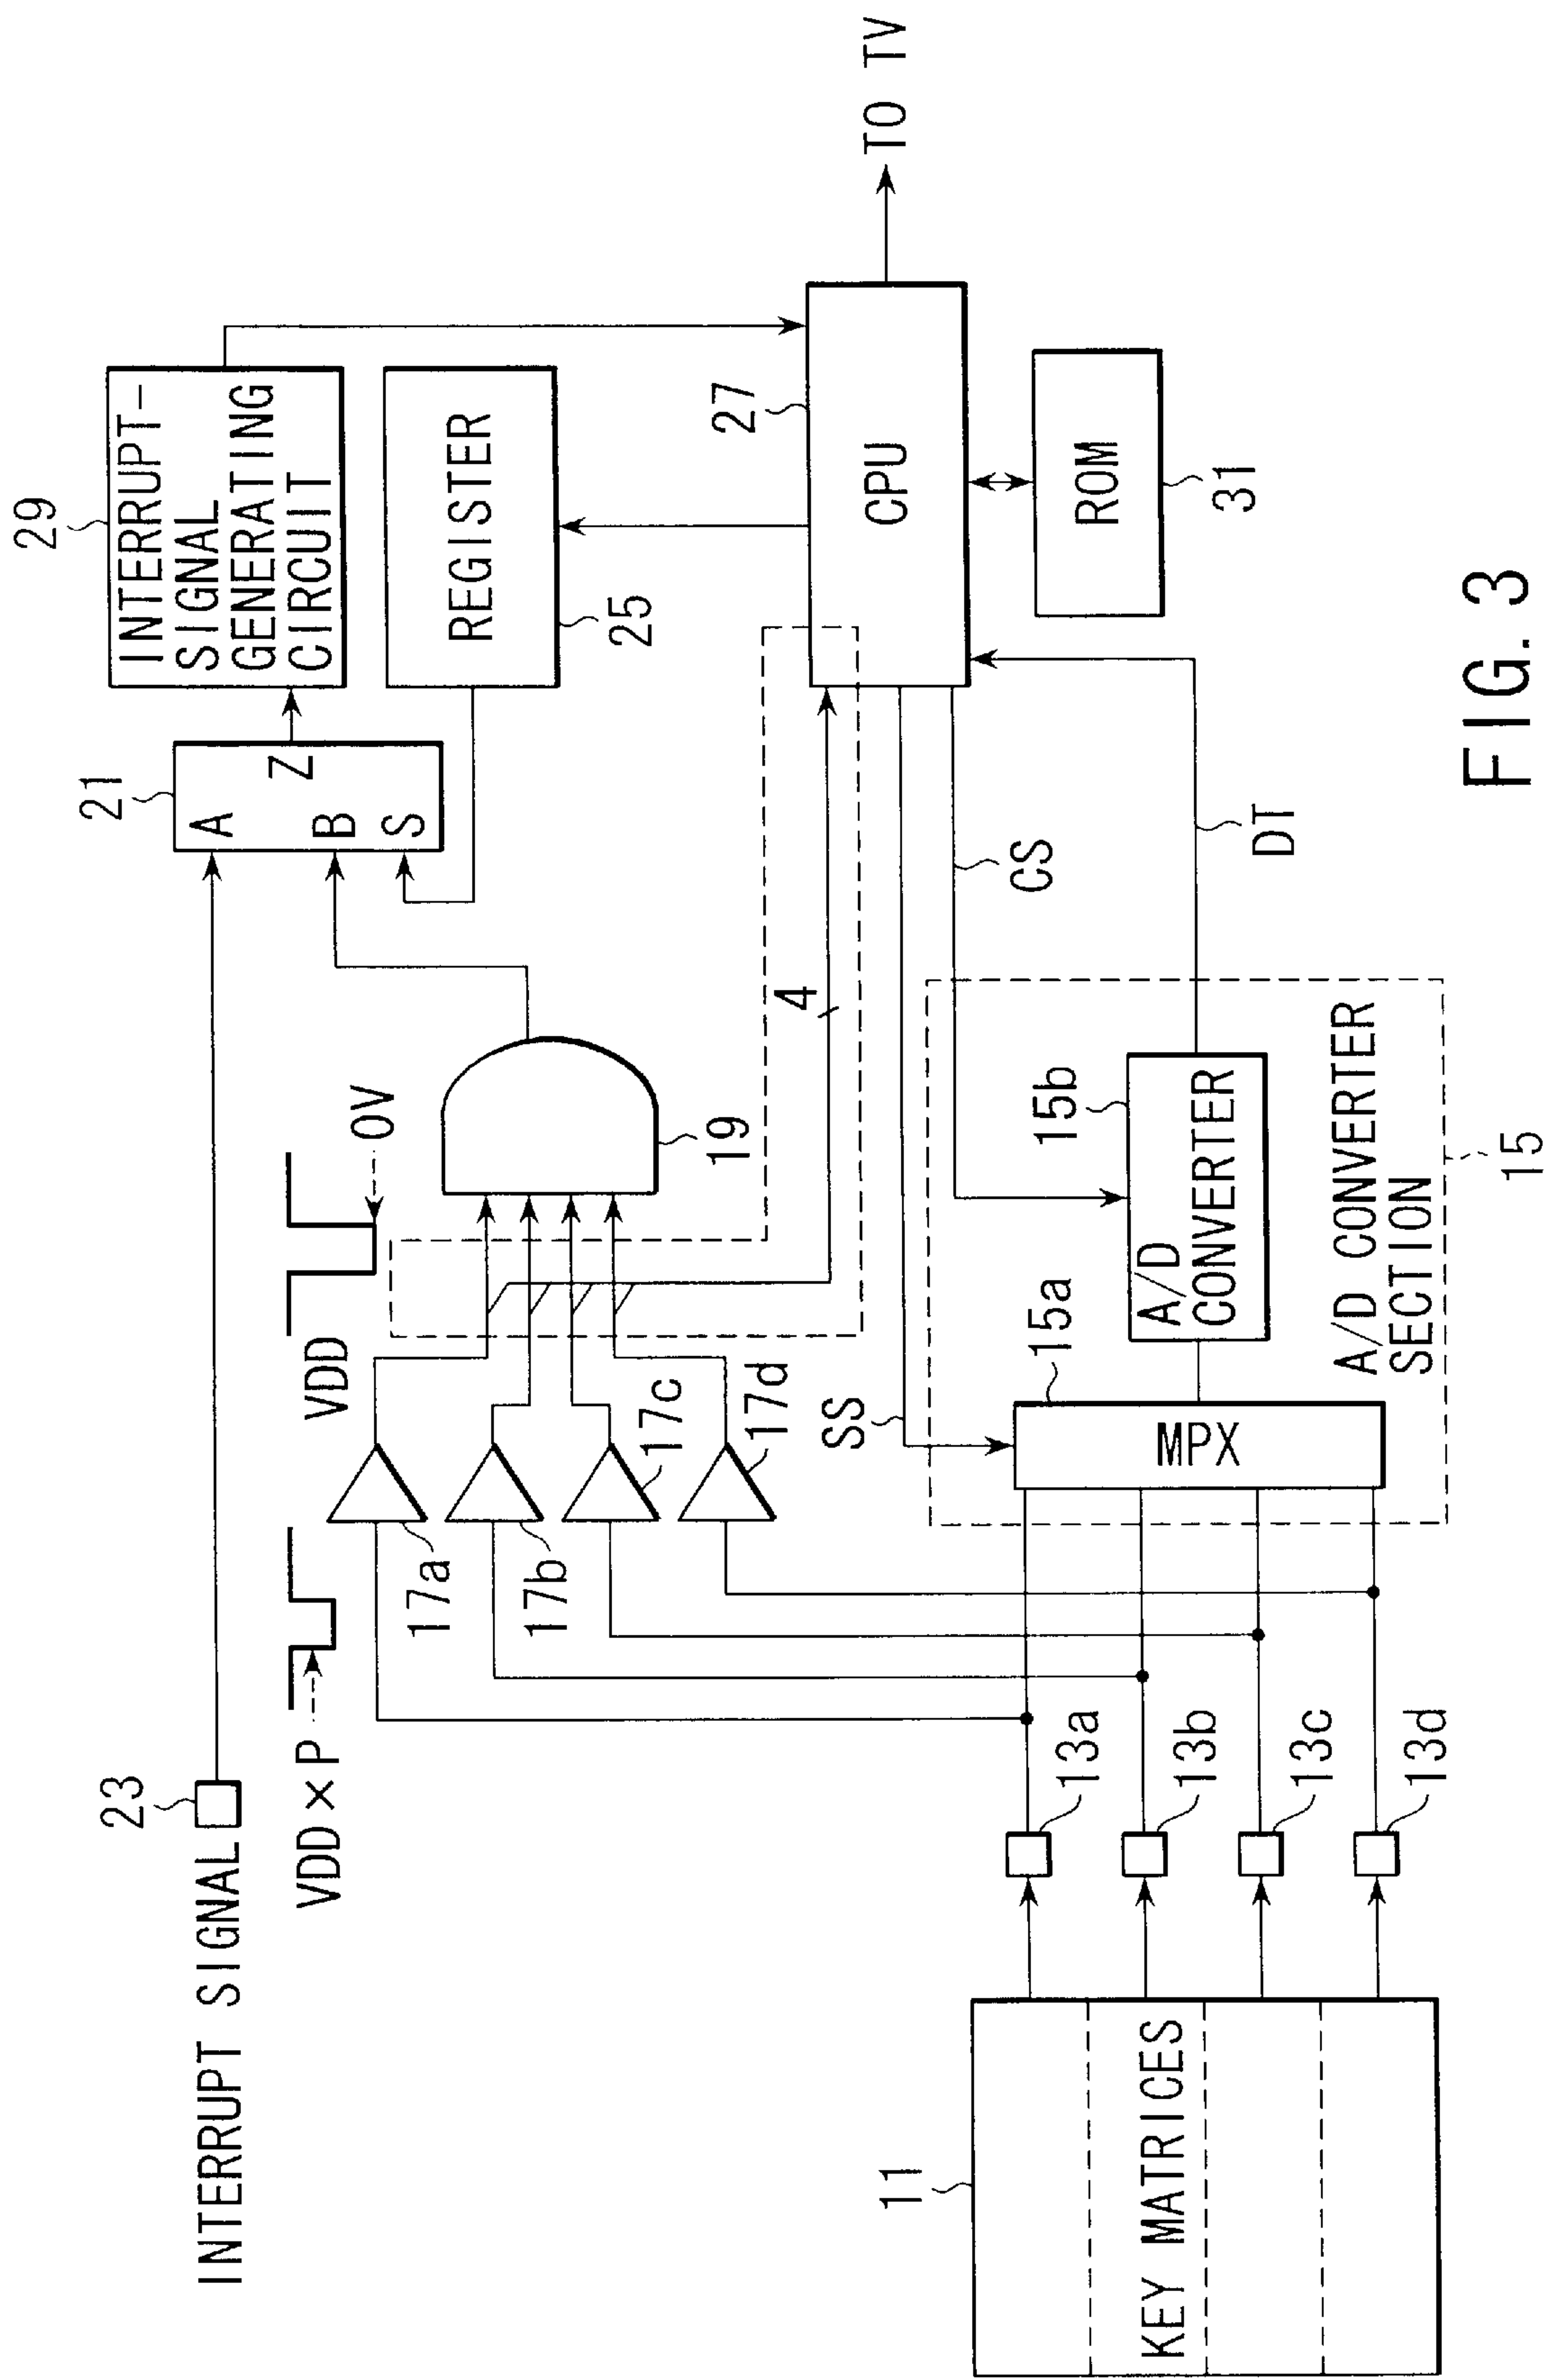 23
INTERRUPT SIGNAL
VDD × P
VDD
0V
21
A
B
S
Z
29
INTERRUPT-
SIGNAL
GENERATING
CIRCUIT
REGISTER
25
17a
17b
17c
17d
19
4
27
CPU
TO TV
ROM
31
SS
CS
DT
11
KEY MATRICES
13a
13b
13c
13d
15a
MPX
15b
A/D
CONVERTER
A/D CONVERTER
SECTION
15
FIG. 3